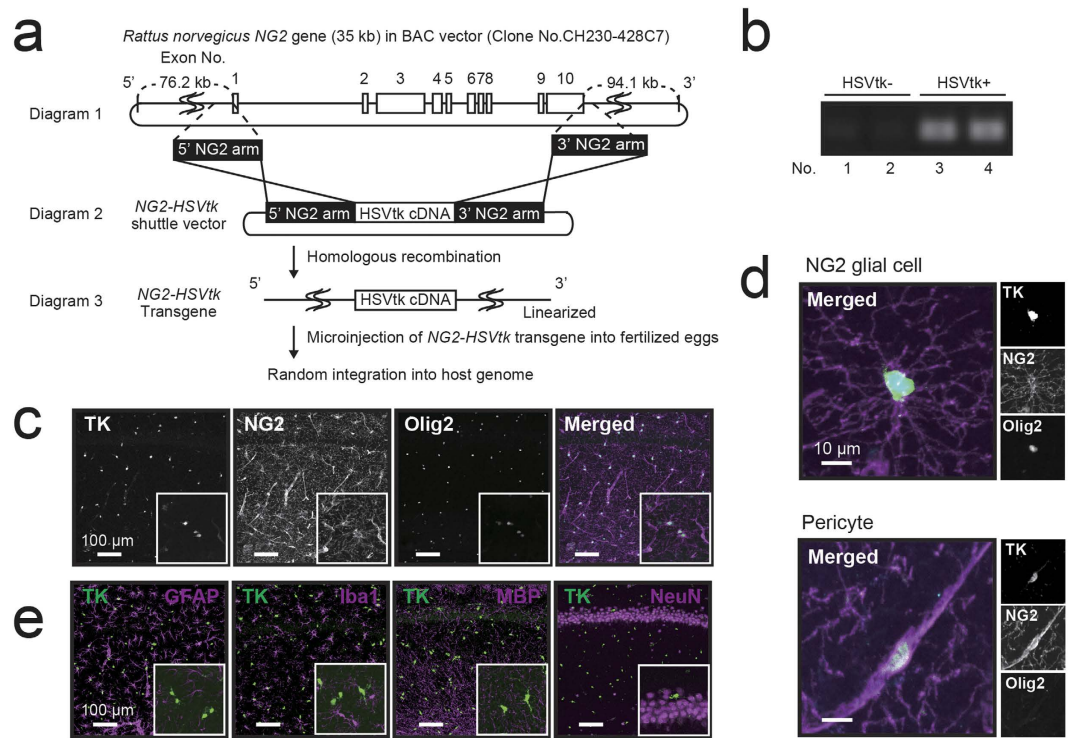 a
Rattus norvegicus NG2 gene (35 kb) in BAC vector (Clone No.CH230-428C7)
Exon No.
5’ 76.2 kb 1 2 3 4 5 6 7 8 9 10 94.1 kb 3’
Diagram 1
5’ NG2 arm 3’ NG2 arm
Diagram 2
NG2-HSVtk
shuttle vector
5’ NG2 arm HSVtk cDNA 3’ NG2 arm
Homologous recombination
Diagram 3
NG2-HSVtk
Transgene
5’ 3’
HSVtk cDNA
Linearized
Microinjection of NG2-HSVtk transgene into fertilized eggs
Random integration into host genome
b
HSVtk- HSVtk+
No. 1 2 3 4
c
TK NG2 Olig2 Merged
100 μm
d
NG2 glial cell
Merged
10 μm
TK
NG2
Olig2
Pericyte
Merged
TK
NG2
Olig2
e
TK GFAP TK Iba1 TK MBP TK NeuN
100 μm